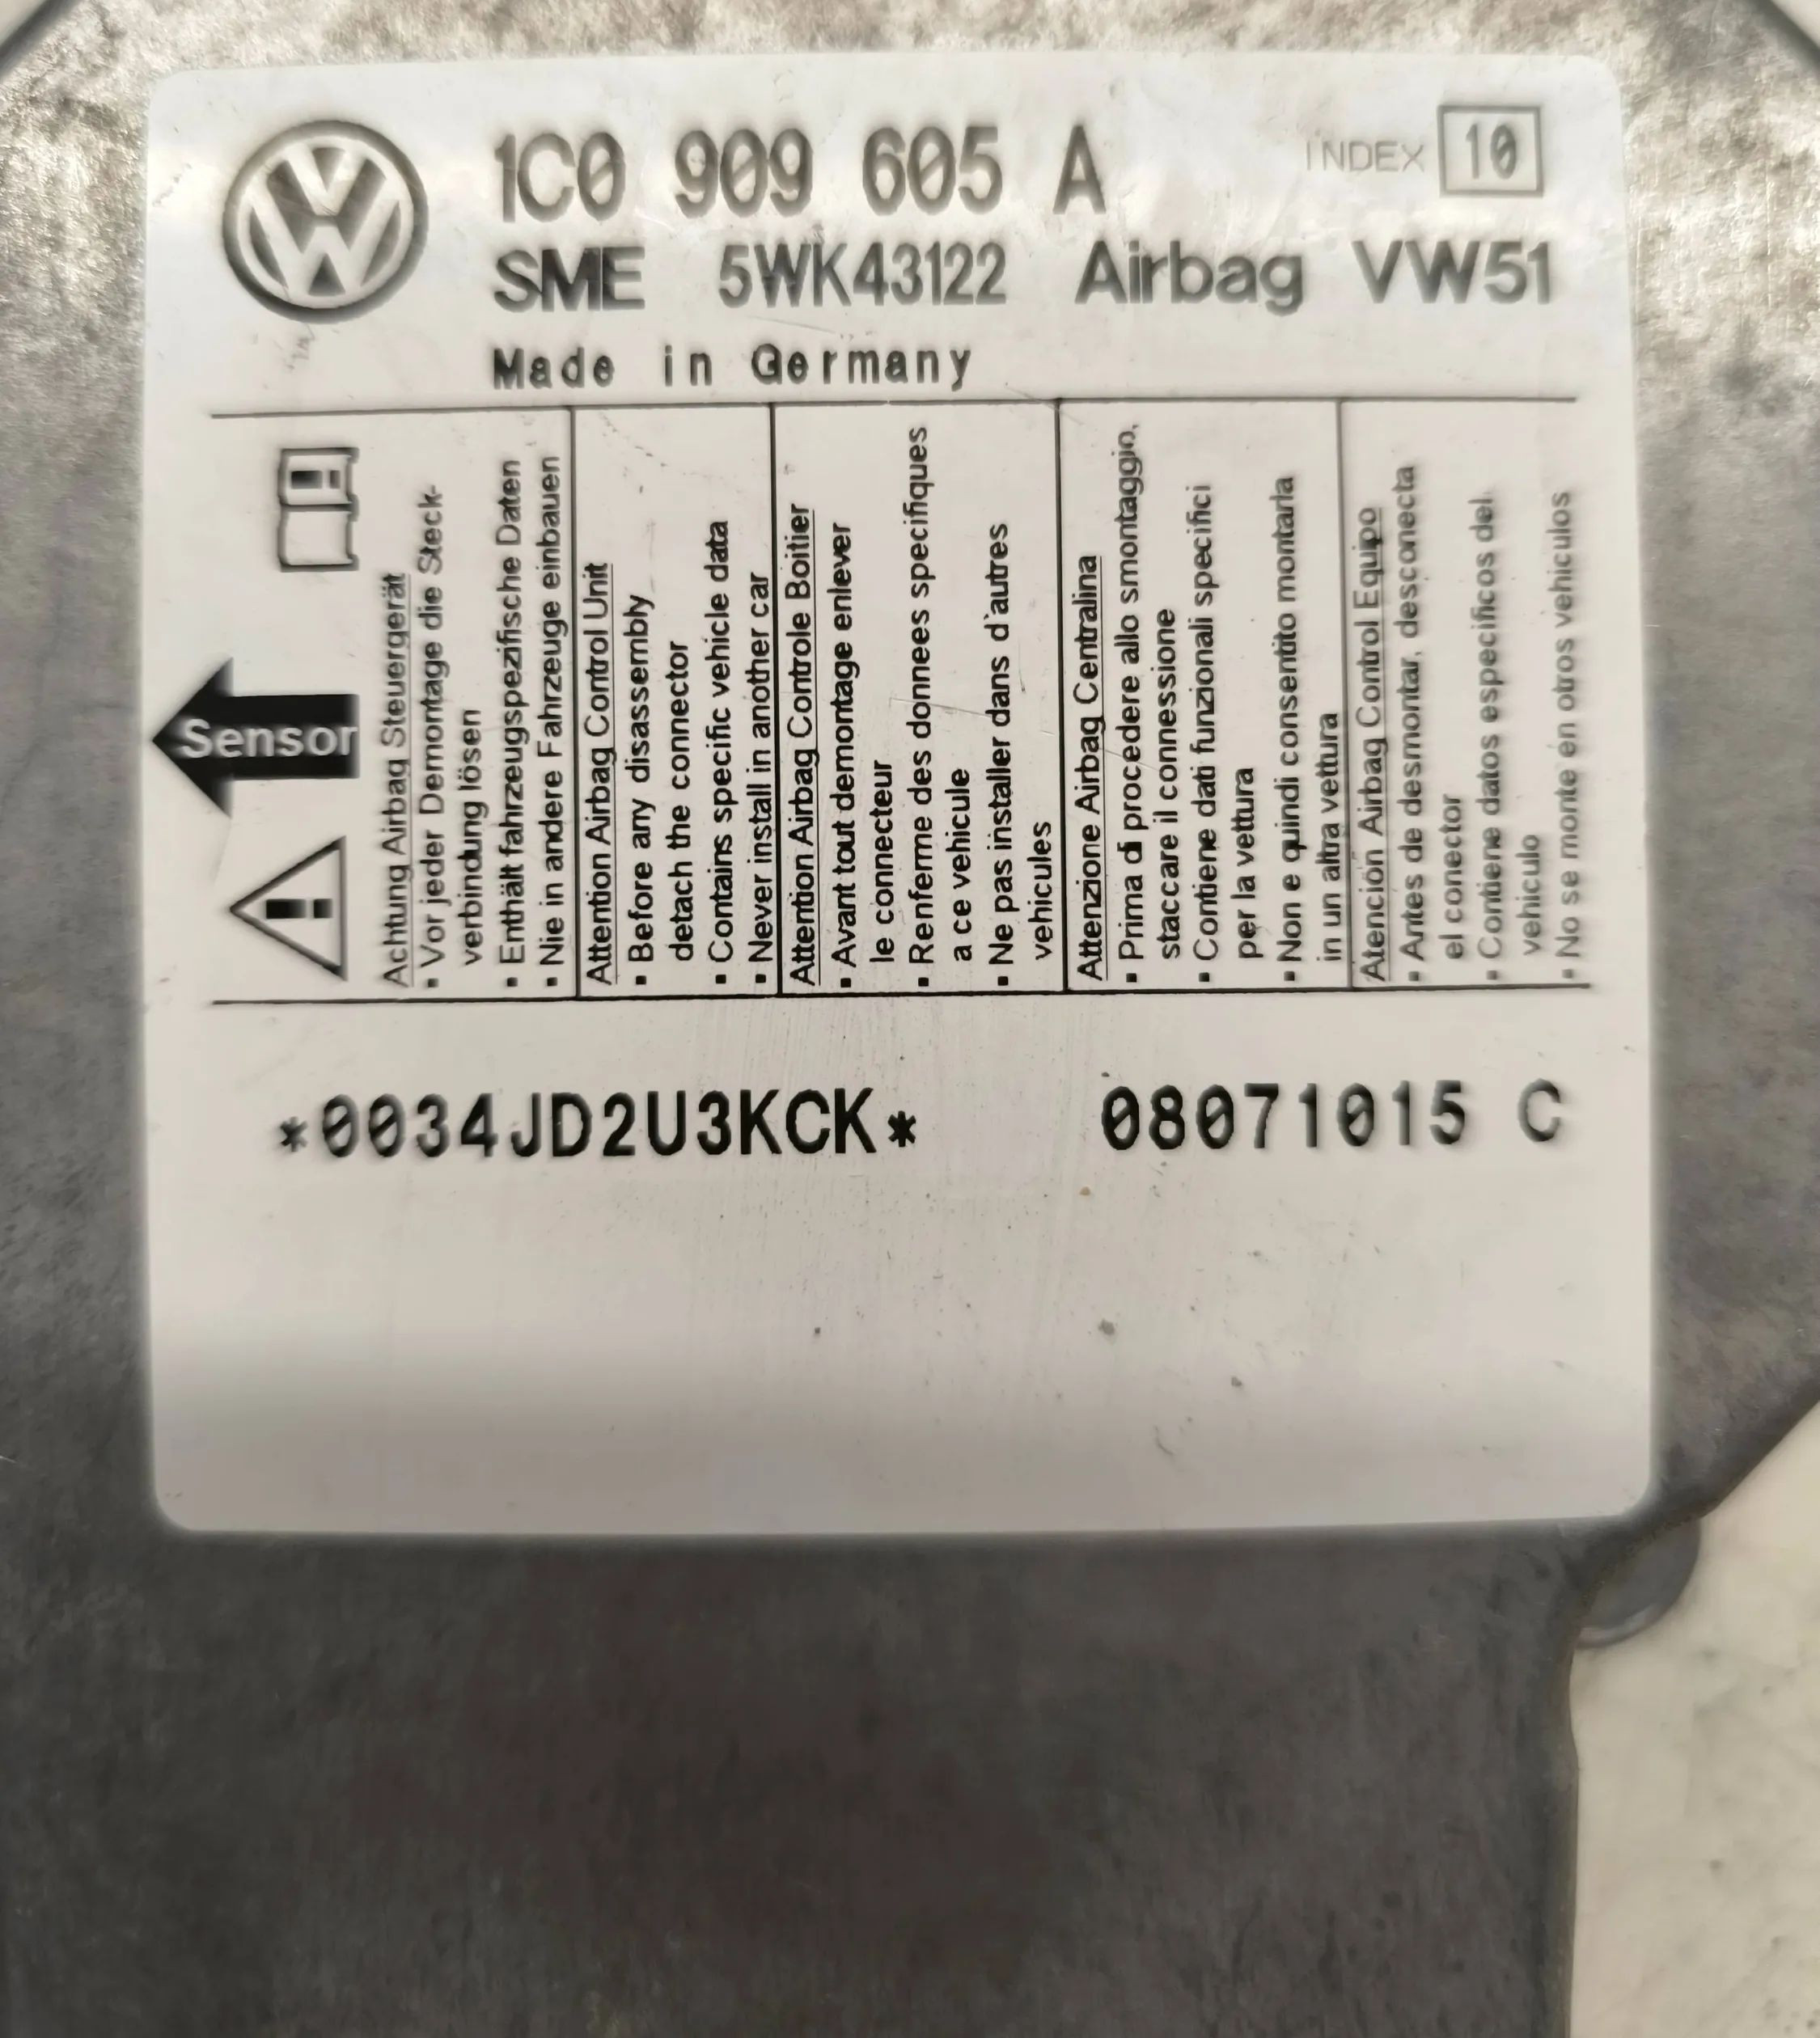 1C0 909 605 A INDEX 10
SME 5WK43122 Airbag VW51
Made in Germany
Sensor
Achtung Airbag Steuergerät
▪ Vor jeder Demontage die Steck-
verbindung lösen
▪ Enthält fahrzeugspezifische Daten
▪ Nie in andere Fahrzeuge einbauen
Attention Airbag Control Unit
▪ Before any disassembly
detach the connector
▪ Contains specific vehicle data
▪ Never install in another car
Attention Airbag Controle Boitier
▪ Avant tout demontage enlever
le connecteur
▪ Renferme des donnees specifiques
a ce vehicule
▪ Ne pas installer dans d'autres
vehicules
Attenzione Airbag Centralina
▪ Prima di procedere allo smontaggio,
staccare il connessione
▪ Contiene dati funzionali specifici
per la vettura
▪ Non e quindi consentito montarla
in un altra vettura
Atención Airbag Control Equipo
▪ Antes de desmontar, desconecta
el conector
▪ Contiene datos especificos del
vehiculo
▪ No se monte en otros vehiculos
*0034JD2U3KCK* 08071015 C